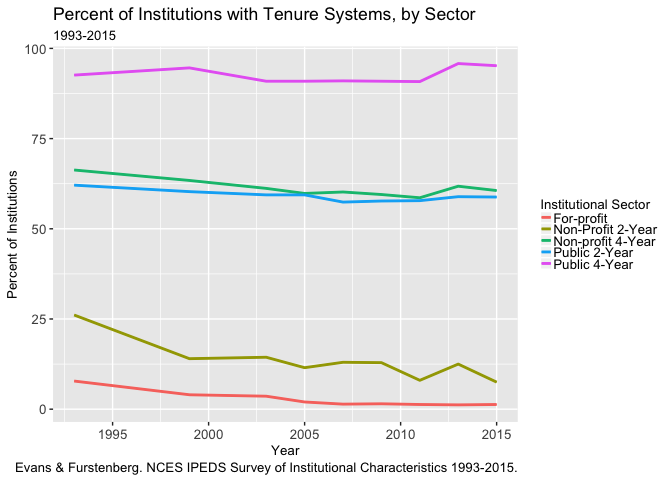 Percent of Institutions with Tenure Systems, by Sector
1993-2015
100
75
50
25
0
Percent of Institutions
1995
2000
2005
2010
2015
Year
Institutional Sector
For-profit
Non-Profit 2-Year
Non-profit 4-Year
Public 2-Year
Public 4-Year
Evans & Furstenberg. NCES IPEDS Survey of Institutional Characteristics 1993-2015.